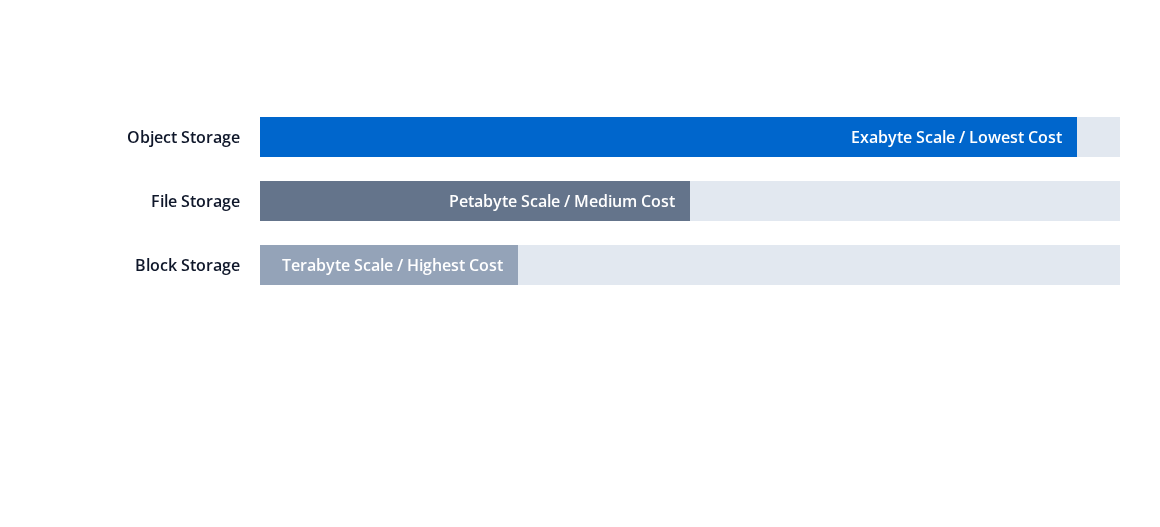 Object Storage
Exabyte Scale / Lowest Cost
File Storage
Petabyte Scale / Medium Cost
Block Storage
Terabyte Scale / Highest Cost